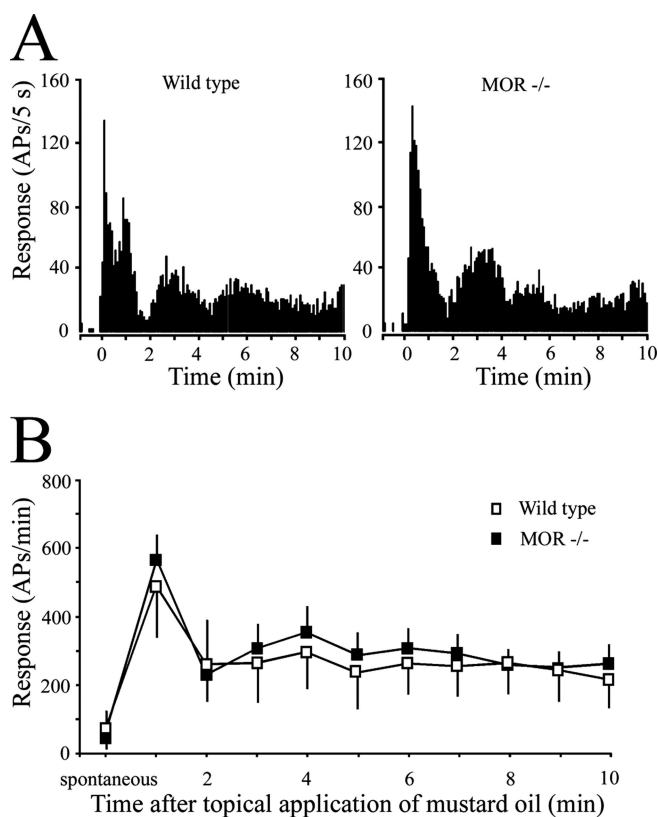 A
Wild type
MOR -/-
Response (APs/5 s)
160
120
80
40
0
160
120
80
40
0
0 2 4 6 8 10
0 2 4 6 8 10
Time (min)
Time (min)
B
Response (APs/min)
800
600
400
200
0
Wild type
MOR -/-
spontaneous 2 4 6 8 10
Time after topical application of mustard oil (min)